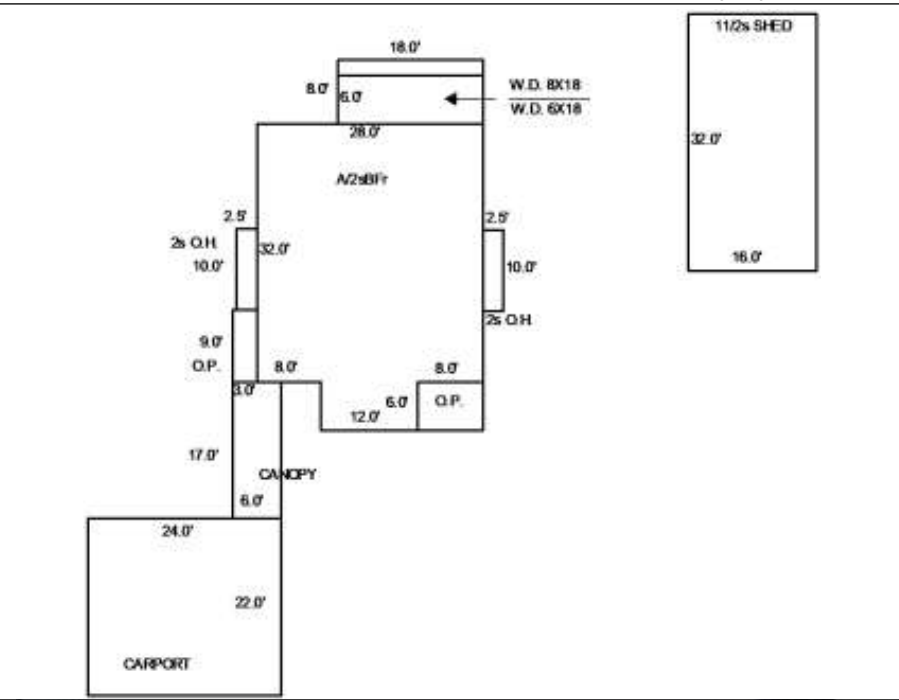 11/2s SHED
18.0'
8.0'
6.0'
W.D. 8X18
W.D. 6X18
28.0'
32.0'
A/2sBFr
2.5'
2.5'
2s O.H.
32.0'
10.0'
10.0'
16.0'
2s O.H.
9.0'
O.P.
8.0'
8.0'
3.0'
6.0'
O.P.
12.0'
17.0'
CANOPY
6.0'
24.0'
22.0'
CARPORT